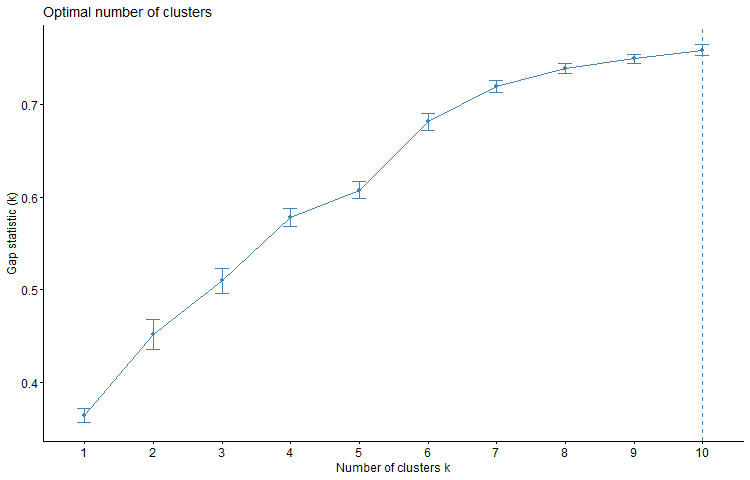 Optimal number of clusters
Gap statistic (k)
0.7
0.6
0.5
0.4
1 2 3 4 5 6 7 8 9 10
Number of clusters k